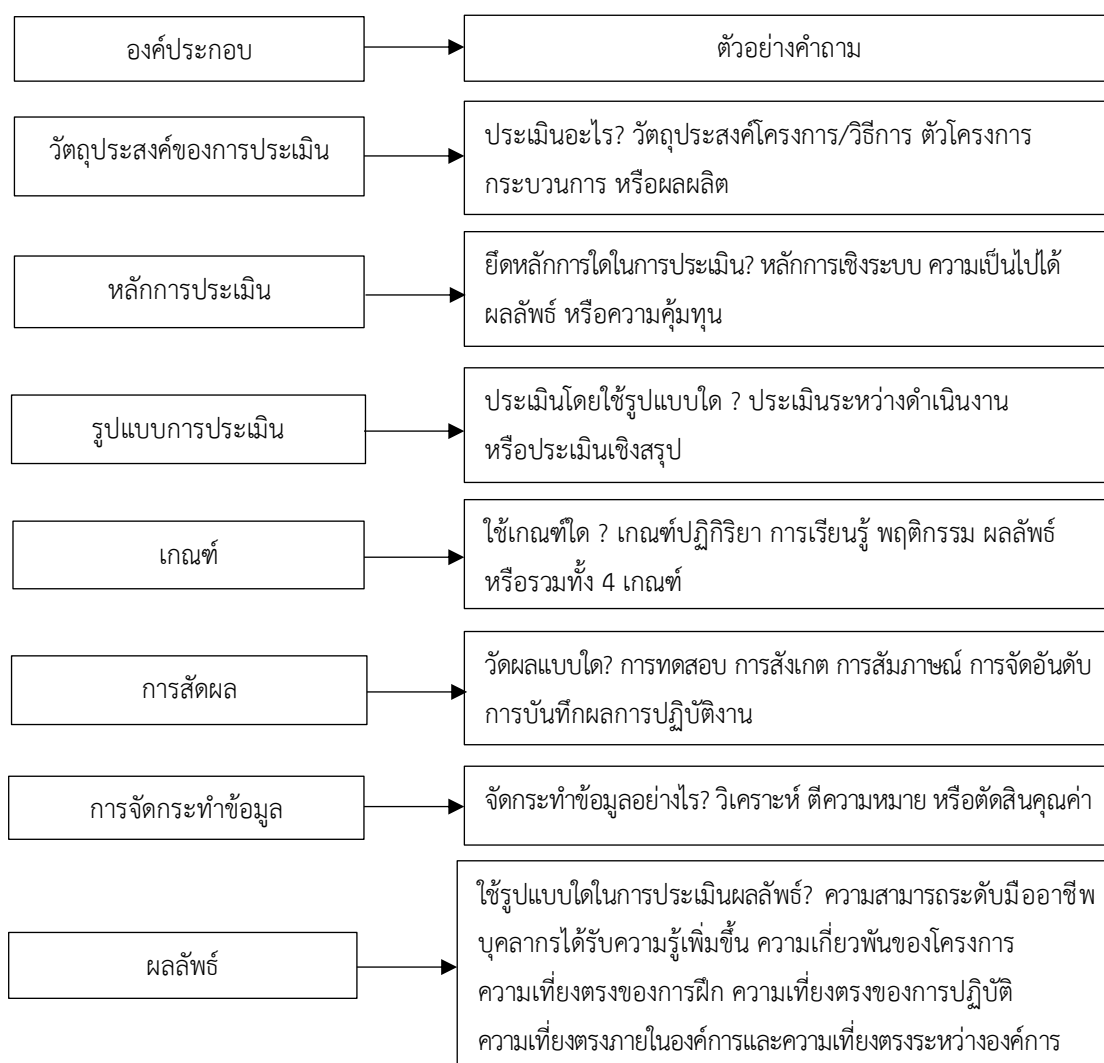 องค์ประกอบ
ตัวอย่างคำถาม
วัตถุประสงค์ของการประเมิน
ประเมินอะไร? วัตถุประสงค์โครงการ/วิธีการ ตัวโครงการ
กระบวนการ หรือผลผลิต
หลักการประเมิน
ยึดหลักการใดในการประเมิน? หลักการเชิงระบบ ความเป็นไปได้
ผลลัพธ์ หรือความคุ้มทุน
รูปแบบการประเมิน
ประเมินโดยใช้รูปแบบใด ? ประเมินระหว่างดำเนินงาน
หรือประเมินเชิงสรุป
เกณฑ์
ใช้เกณฑ์ใด ? เกณฑ์ปฏิกิริยา การเรียนรู้ พฤติกรรม ผลลัพธ์
หรือรวมทั้ง 4 เกณฑ์
การสัดผล
วัดผลแบบใด? การทดสอบ การสังเกต การสัมภาษณ์ การจัดอันดับ
การบันทึกผลการปฏิบัติงาน
การจัดกระทำข้อมูล
จัดกระทำข้อมูลอย่างไร? วิเคราะห์ ตีความหมาย หรือตัดสินคุณค่า
ผลลัพธ์
ใช้รูปแบบใดในการประเมินผลลัพธ์? ความสามารถระดับมืออาชีพ
บุคลากรได้รับความรู้เพิ่มขึ้น ความเกี่ยวพันของโครงการ
ความเที่ยงตรงของการฝึก ความเที่ยงตรงของการปฏิบัติ
ความเที่ยงตรงภายในองค์การและความเที่ยงตรงระหว่างองค์การ